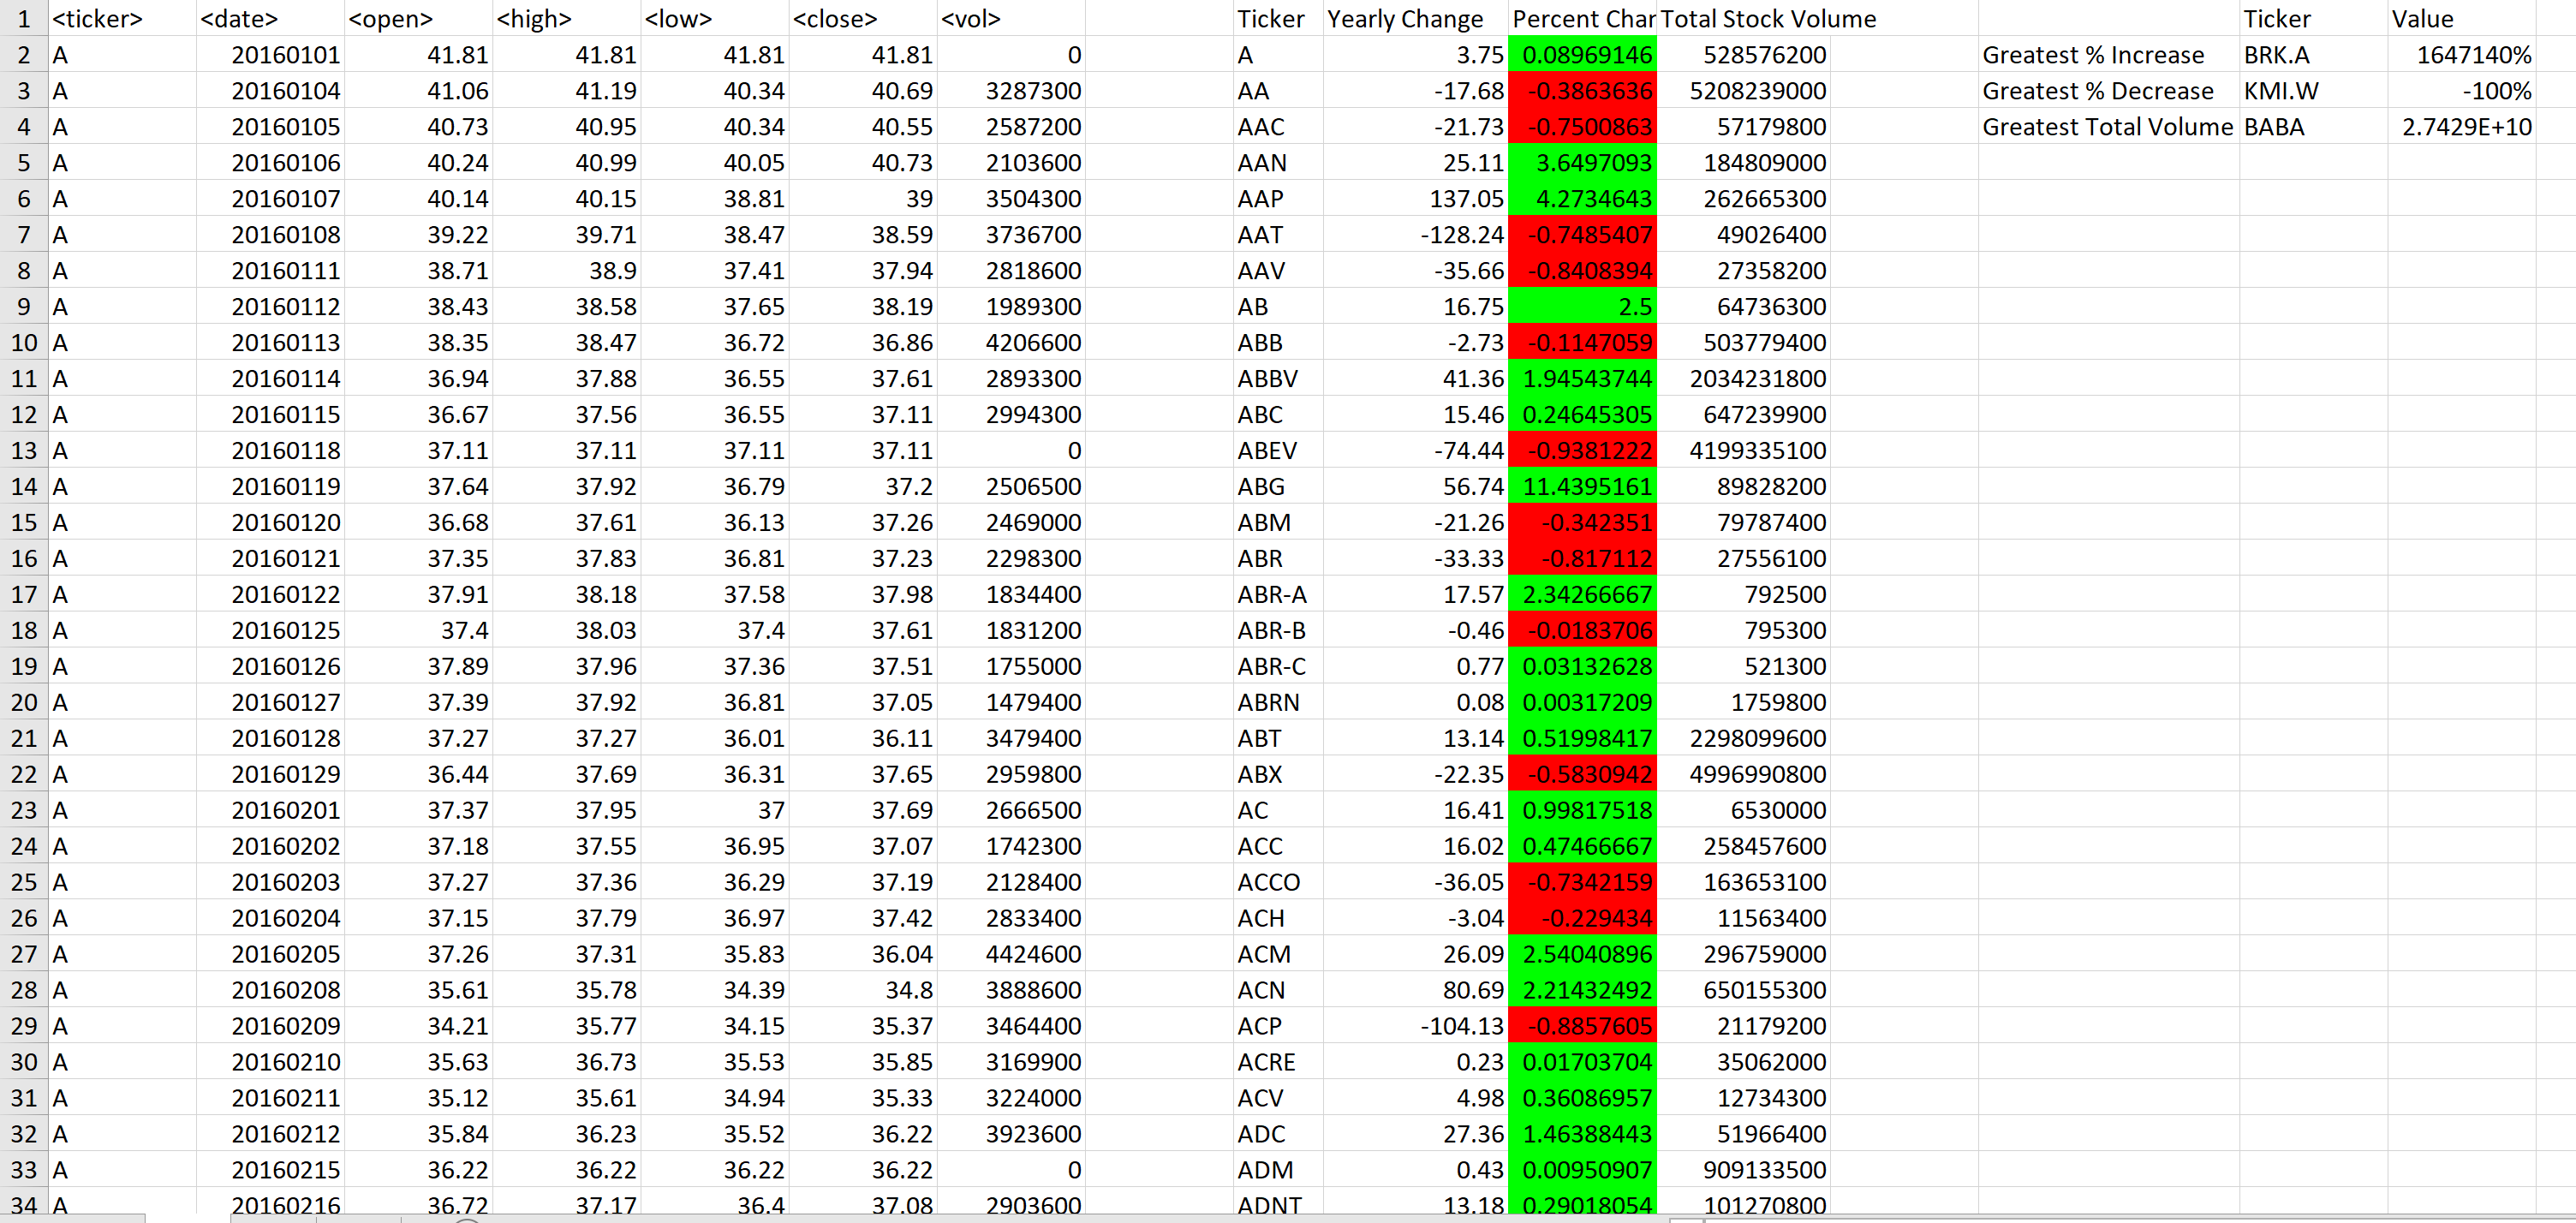 1 <ticker> <date> <open> <high> <low> <close> <vol> Ticker Yearly Change Percent Char Total Stock Volume Ticker Value
2 A 20160101 41.81 41.81 41.81 41.81 0 A 3.75 0.08969146 528576200 Greatest % Increase BRK.A 1647140%
3 A 20160104 41.06 41.19 40.34 40.69 3287300 AA -17.68 -0.3863636 5208239000 Greatest % Decrease KMI.W -100%
4 A 20160105 40.73 40.95 40.34 40.55 2587200 AAC -21.73 -0.7500863 57179800 Greatest Total Volume BABA 2.7429E+10
5 A 20160106 40.24 40.99 40.05 40.73 2103600 AAN 25.11 3.6497093 184809000
6 A 20160107 40.14 40.15 38.81 39 3504300 AAP 137.05 4.2734643 262665300
7 A 20160108 39.22 39.71 38.47 38.59 3736700 AAT -128.24 -0.7485407 49026400
8 A 20160111 38.71 38.9 37.41 37.94 2818600 AAV -35.66 -0.8408394 27358200
9 A 20160112 38.43 38.58 37.65 38.19 1989300 AB 16.75 2.5 64736300
10 A 20160113 38.35 38.47 36.72 36.86 4206600 ABB -2.73 -0.1147059 503779400
11 A 20160114 36.94 37.88 36.55 37.61 2893300 ABBV 41.36 1.94543744 2034231800
12 A 20160115 36.67 37.56 36.55 37.11 2994300 ABC 15.46 0.24645305 647239900
13 A 20160118 37.11 37.11 37.11 37.11 0 ABEV -74.44 -0.9381222 4199335100
14 A 20160119 37.64 37.92 36.79 37.2 2506500 ABG 56.74 11.4395161 89828200
15 A 20160120 36.68 37.61 36.13 37.26 2469000 ABM -21.26 -0.342351 79787400
16 A 20160121 37.35 37.83 36.81 37.23 2298300 ABR -33.33 -0.817112 27556100
17 A 20160122 37.91 38.18 37.58 37.98 1834400 ABR-A 17.57 2.34266667 792500
18 A 20160125 37.4 38.03 37.4 37.61 1831200 ABR-B -0.46 -0.0183706 795300
19 A 20160126 37.89 37.96 37.36 37.51 1755000 ABR-C 0.77 0.03132628 521300
20 A 20160127 37.39 37.92 36.81 37.05 1479400 ABRN 0.08 0.00317209 1759800
21 A 20160128 37.27 37.27 36.01 36.11 3479400 ABT 13.14 0.51998417 2298099600
22 A 20160129 36.44 37.69 36.31 37.65 2959800 ABX -22.35 -0.5830942 4996990800
23 A 20160201 37.37 37.95 37 37.69 2666500 AC 16.41 0.99817518 6530000
24 A 20160202 37.18 37.55 36.95 37.07 1742300 ACC 16.02 0.47466667 258457600
25 A 20160203 37.27 37.36 36.29 37.19 2128400 ACCO -36.05 -0.7342159 163653100
26 A 20160204 37.15 37.79 36.97 37.42 2833400 ACH -3.04 -0.229434 11563400
27 A 20160205 37.26 37.31 35.83 36.04 4424600 ACM 26.09 2.54040896 296759000
28 A 20160208 35.61 35.78 34.39 34.8 3888600 ACN 80.69 2.21432492 650155300
29 A 20160209 34.21 35.77 34.15 35.37 3464400 ACP -104.13 -0.8857605 21179200
30 A 20160210 35.63 36.73 35.53 35.85 3169900 ACRE 0.23 0.01703704 35062000
31 A 20160211 35.12 35.61 34.94 35.33 3224000 ACV 4.98 0.36086957 12734300
32 A 20160212 35.84 36.23 35.52 36.22 3923600 ADC 27.36 1.46388443 51966400
33 A 20160215 36.22 36.22 36.22 36.22 0 ADM 0.43 0.00950907 909133500
34 A 20160216 36.72 37.17 36.4 37.08 2903600 ADNT 13.18 0.29018054 101270800